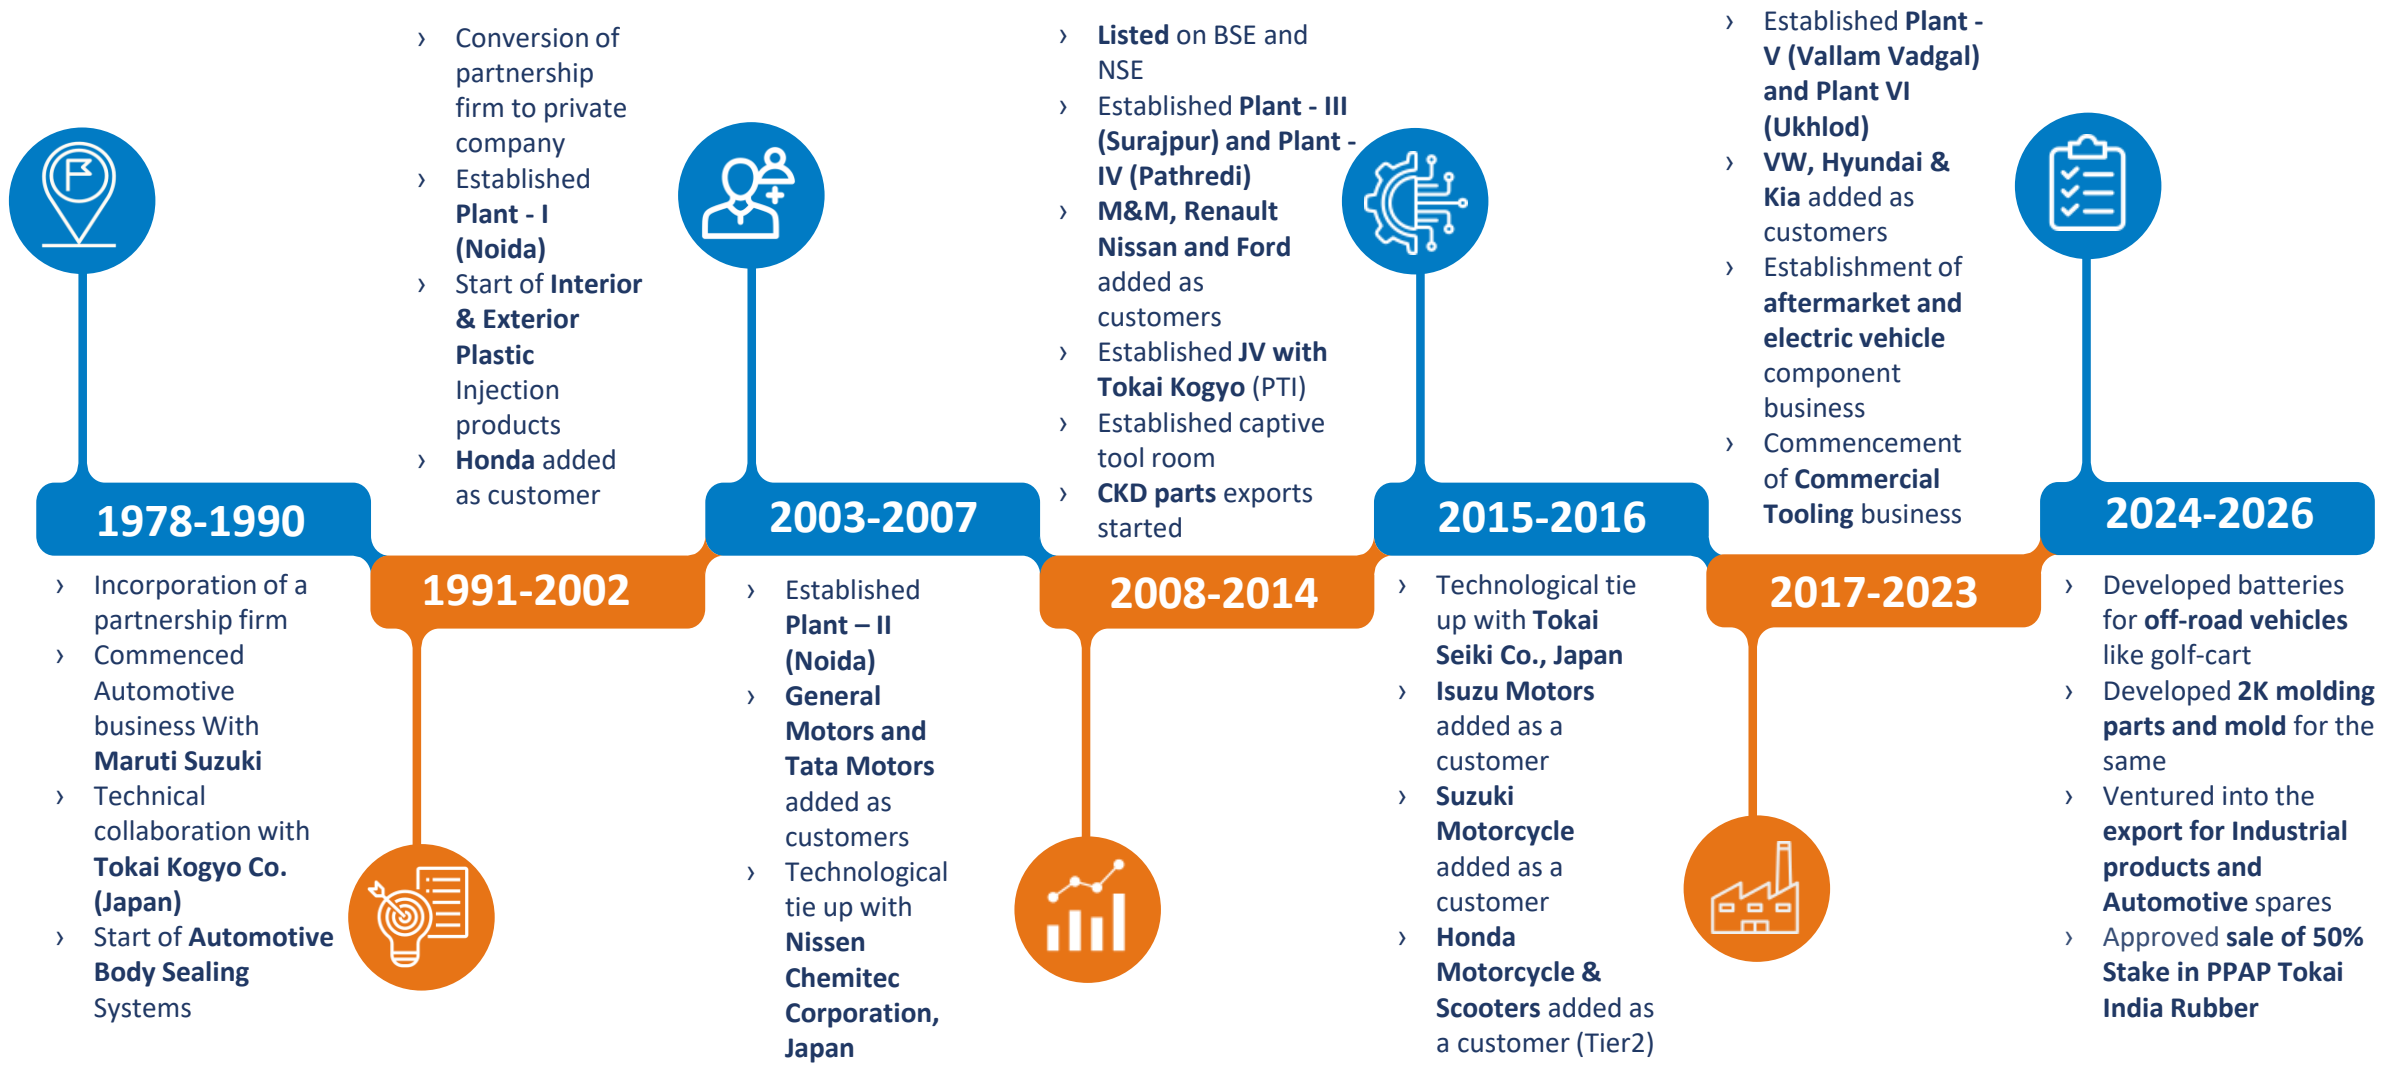 1978-1990
› Incorporation of a
partnership firm
› Commenced
Automotive
business With
Maruti Suzuki
› Technical
collaboration with
Tokai Kogyo Co.
(Japan)
› Start of Automotive
Body Sealing
Systems
› Conversion of
partnership
firm to private
company
› Established
Plant - I
(Noida)
› Start of Interior
& Exterior
Plastic
Injection
products
› Honda added
as customer
1991-2002
2003-2007
› Established
Plant – II
(Noida)
› General
Motors and
Tata Motors
added as
customers
› Technological
tie up with
Nissen
Chemitec
Corporation,
Japan
› Listed on BSE and
NSE
› Established Plant - III
(Surajpur) and Plant -
IV (Pathredi)
› M&M, Renault
Nissan and Ford
added as
customers
› Established JV with
Tokai Kogyo (PTI)
› Established captive
tool room
› CKD parts exports
started
2008-2014
2015-2016
› Technological tie
up with Tokai
Seiki Co., Japan
› Isuzu Motors
added as a
customer
› Suzuki
Motorcycle
added as a
customer
› Honda
Motorcycle &
Scooters added as
a customer (Tier2)
› Established Plant -
V (Vallam Vadgal)
and Plant VI
(Ukhlod)
› VW, Hyundai &
Kia added as
customers
› Establishment of
aftermarket and
electric vehicle
component
business
› Commencement
of Commercial
Tooling business
2017-2023
2024-2026
› Developed batteries
for off-road vehicles
like golf-cart
› Developed 2K molding
parts and mold for the
same
› Ventured into the
export for Industrial
products and
Automotive spares
› Approved sale of 50%
Stake in PPAP Tokai
India Rubber